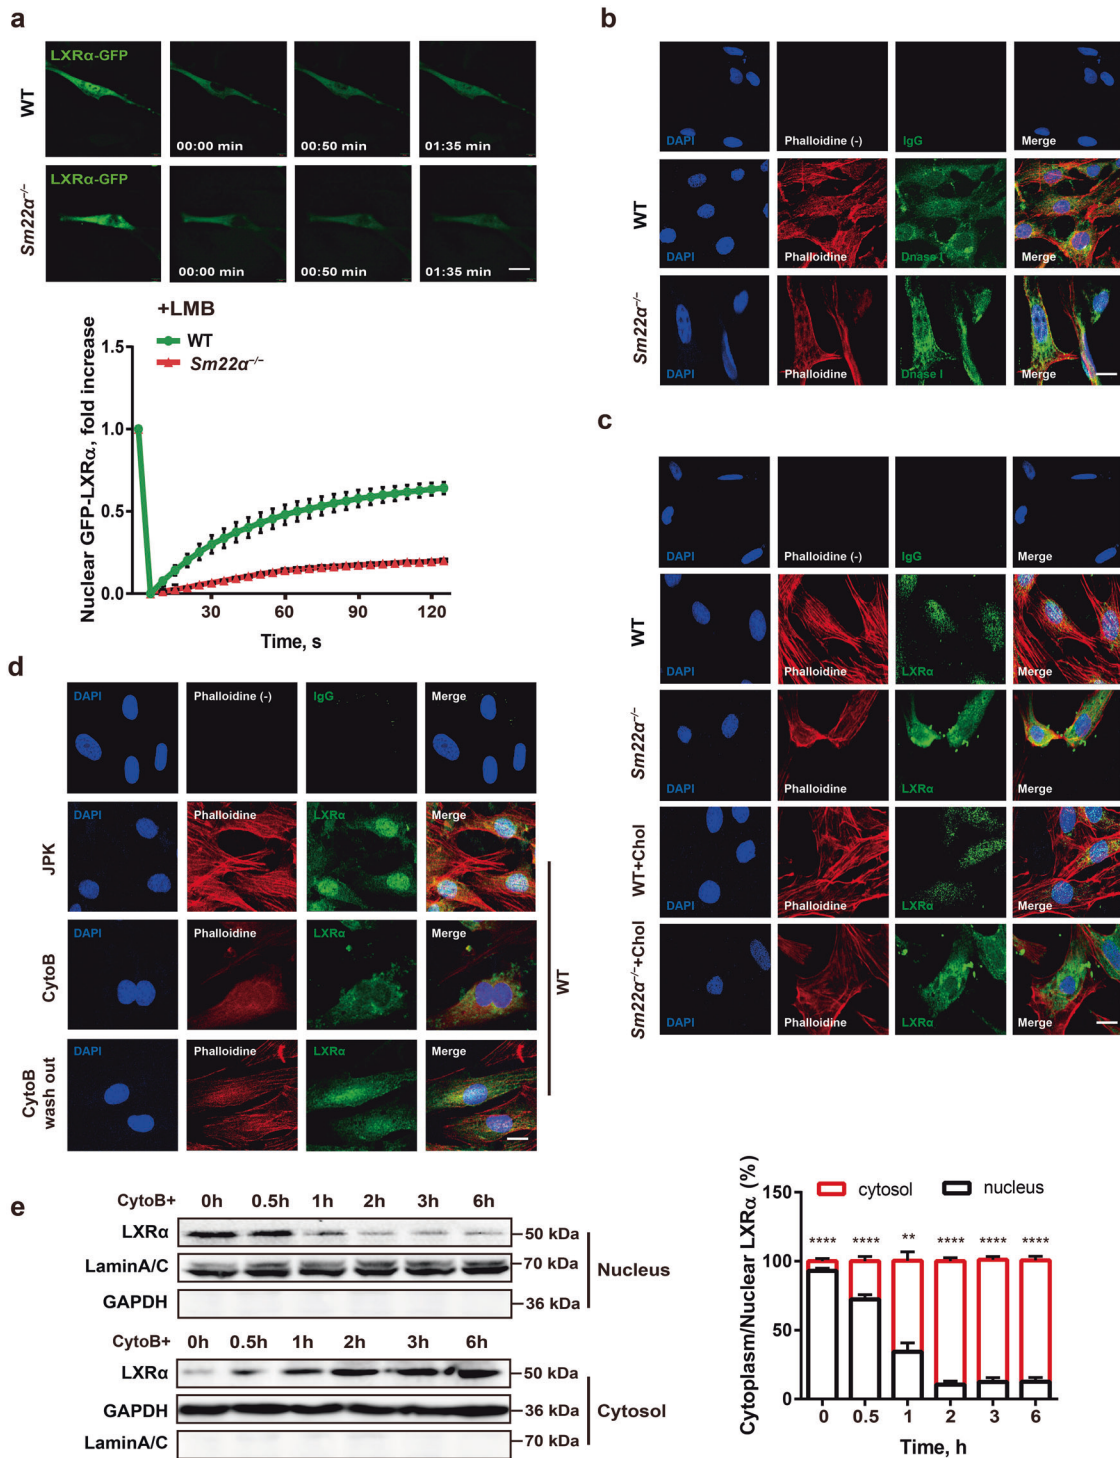 a
LXRα-GFP
WT
00:00 min
00:50 min
01:35 min
LXRα-GFP
Sm22α⁻/⁻
00:00 min
00:50 min
01:35 min
+LMB
WT
Sm22α⁻/⁻
Nuclear GFP-LXRα, fold increase
1.5
1.0
0.5
0.0
30
60
90
120
Time, s
b
DAPI
Phalloidine (-)
IgG
Merge
WT
DAPI
Phalloidine
Dnase I
Merge
Sm22α⁻/⁻
DAPI
Phalloidine
Dnase I
Merge
c
DAPI
Phalloidine (-)
IgG
Merge
WT
DAPI
Phalloidine
LXRα
Merge
Sm22α⁻/⁻
DAPI
Phalloidine
LXRα
Merge
WT+Chol
DAPI
Phalloidine
LXRα
Merge
Sm22α⁻/⁻+Chol
DAPI
Phalloidine
LXRα
Merge
d
DAPI
Phalloidine (-)
IgG
Merge
JPK
DAPI
Phalloidine
LXRα
Merge
CytoB
DAPI
Phalloidine
LXRα
Merge
CytoB
wash out
DAPI
Phalloidine
LXRα
Merge
WT
e
CytoB+ 0h 0.5h 1h 2h 3h 6h
LXRα 50 kDa
LaminA/C 70 kDa
GAPDH 36 kDa
Nucleus
CytoB+ 0h 0.5h 1h 2h 3h 6h
LXRα 50 kDa
GAPDH 36 kDa
LaminA/C 70 kDa
Cytosol
Cytoplasm/Nuclear LXRα (%)
cytosol nucleus
150
100
50
0
**** **** ** **** **** ****
0 0.5 1 2 3 6
Time, h